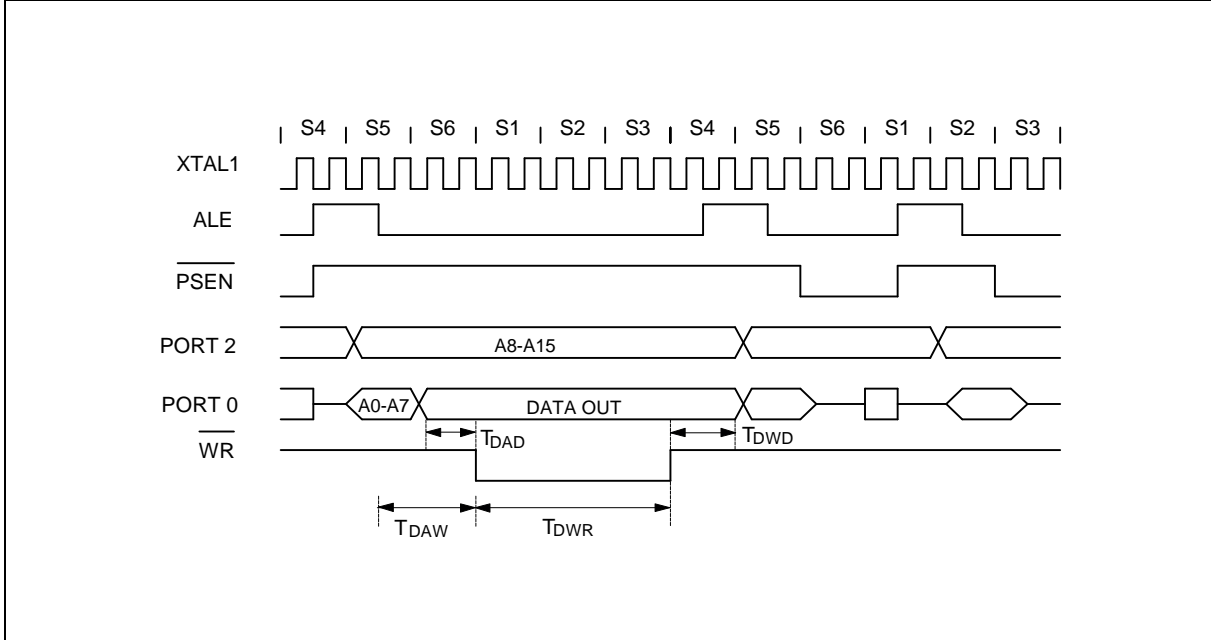 S4 S5 S6 S1 S2 S3 S4 S5 S6 S1 S2 S3
XTAL1
ALE
PSEN
PORT 2 A8-A15
PORT 0 A0-A7 DATA OUT
TDAD TDWD
WR
TDAW TDWR